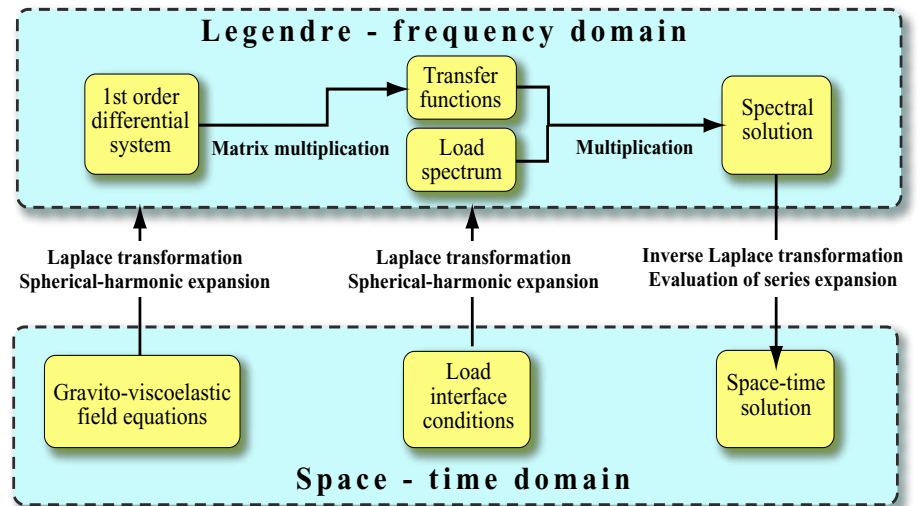 Legendre - frequency domain
1st order
differential
system
Matrix multiplication
Transfer
functions
Load
spectrum
Multiplication
Spectral
solution
Laplace transformation
Spherical-harmonic expansion
Laplace transformation
Spherical-harmonic expansion
Inverse Laplace transformation
Evaluation of series expansion
Gravito-viscoelastic
field equations
Load
interface
conditions
Space-time
solution
Space - time domain